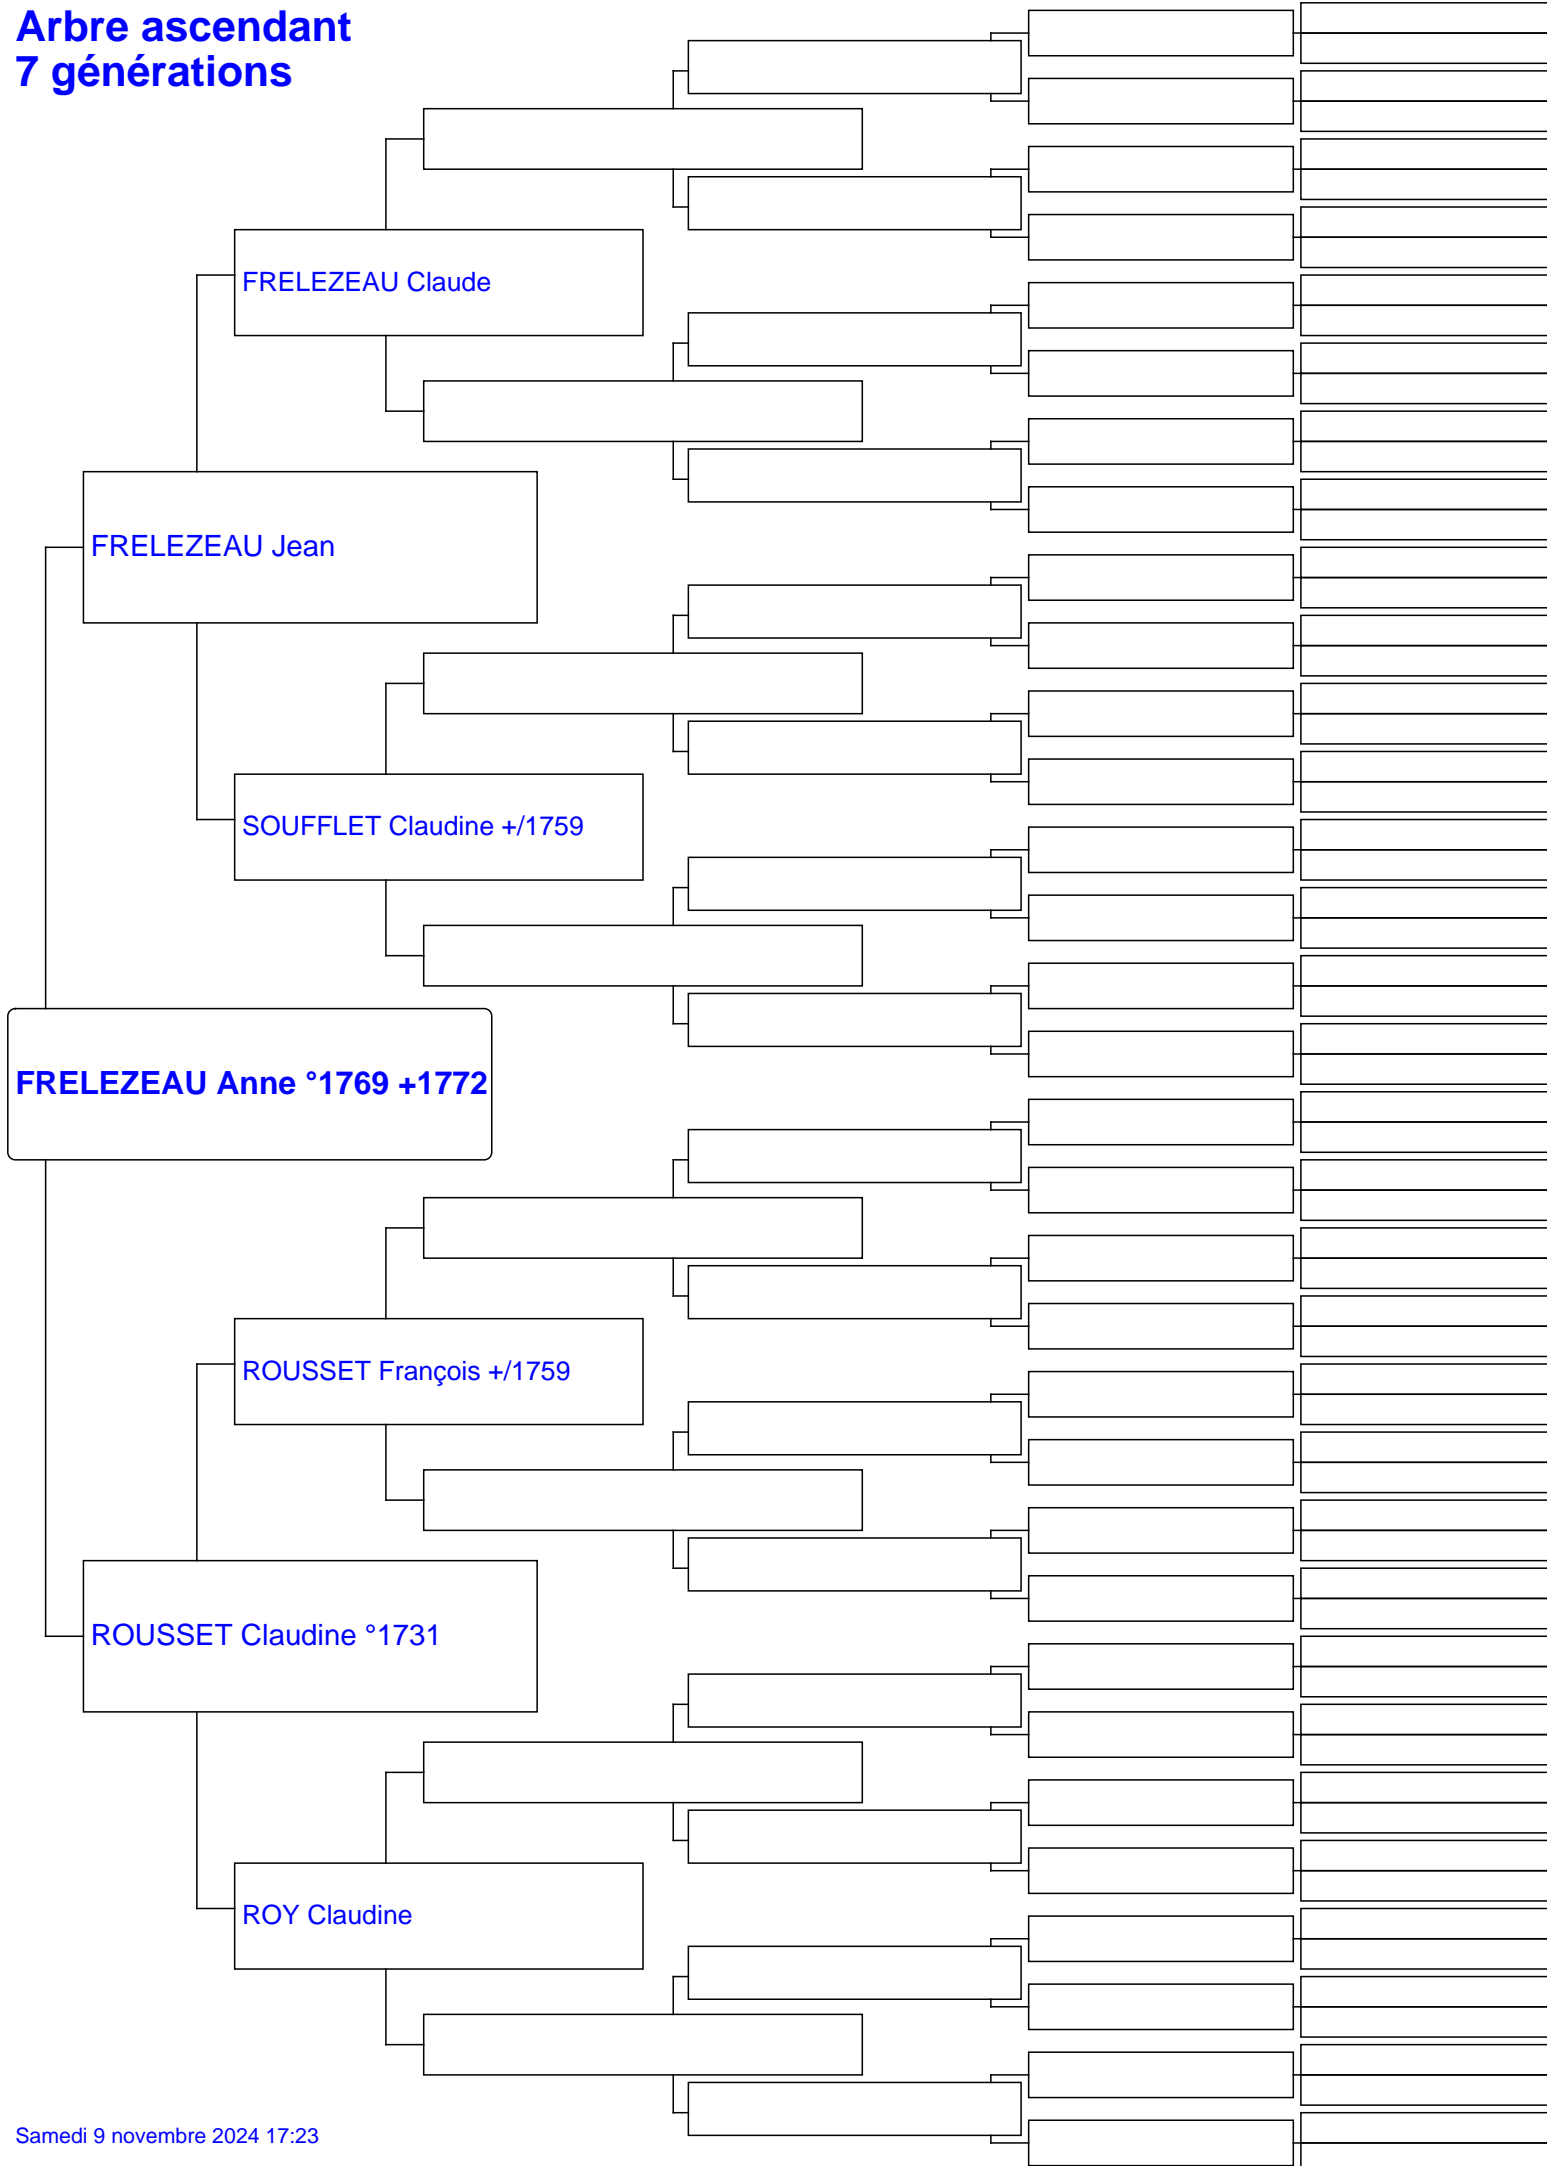 Arbre ascendant
7 générations
FRELEZEAU Claude
FRELEZEAU Jean
SOUFFLET Claudine +/1759
FRELEZEAU Anne °1769 +1772
ROUSSET François +/1759
ROUSSET Claudine °1731
ROY Claudine
Samedi 9 novembre 2024 17:23